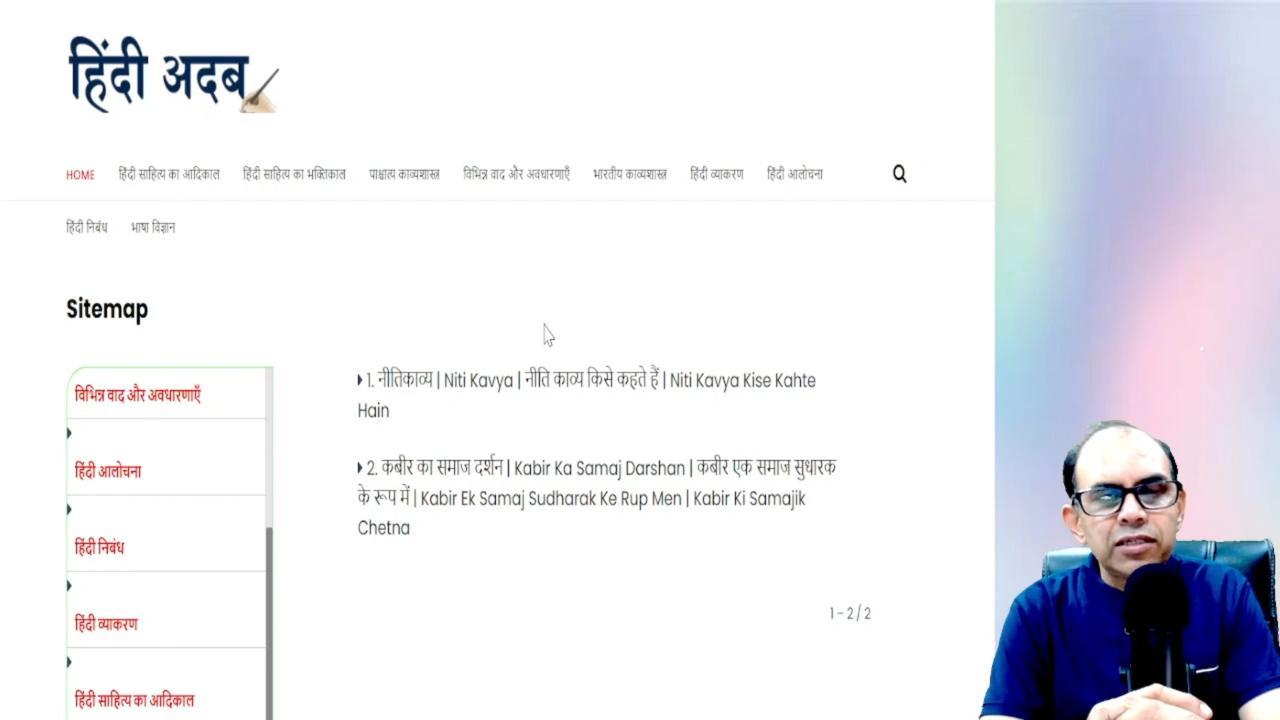 हिंदी अदब
HOME हिंदी साहित्य का आदिकाल हिंदी साहित्य का भक्तिकाल पाश्चात्य काव्यशास्त्र विभिन्न वाद और अवधारणाएँ भारतीय काव्यशास्त्र हिंदी व्याकरण हिंदी आलोचना
हिंदी निबंध भाषा विज्ञान
Sitemap
विभिन्न वाद और अवधारणाएँ
हिंदी आलोचना
हिंदी निबंध
हिंदी व्याकरण
हिंदी साहित्य का आदिकाल
1. नीतिकाव्य | Niti Kavya | नीति काव्य किसे कहते हैं | Niti Kavya Kise Kahte
Hain
2. कबीर का समाज दर्शन | Kabir Ka Samaj Darshan | कबीर एक समाज सुधारक
के रूप में | Kabir Ek Samaj Sudharak Ke Rup Men | Kabir Ki Samajik
Chetna
1 - 2 / 2